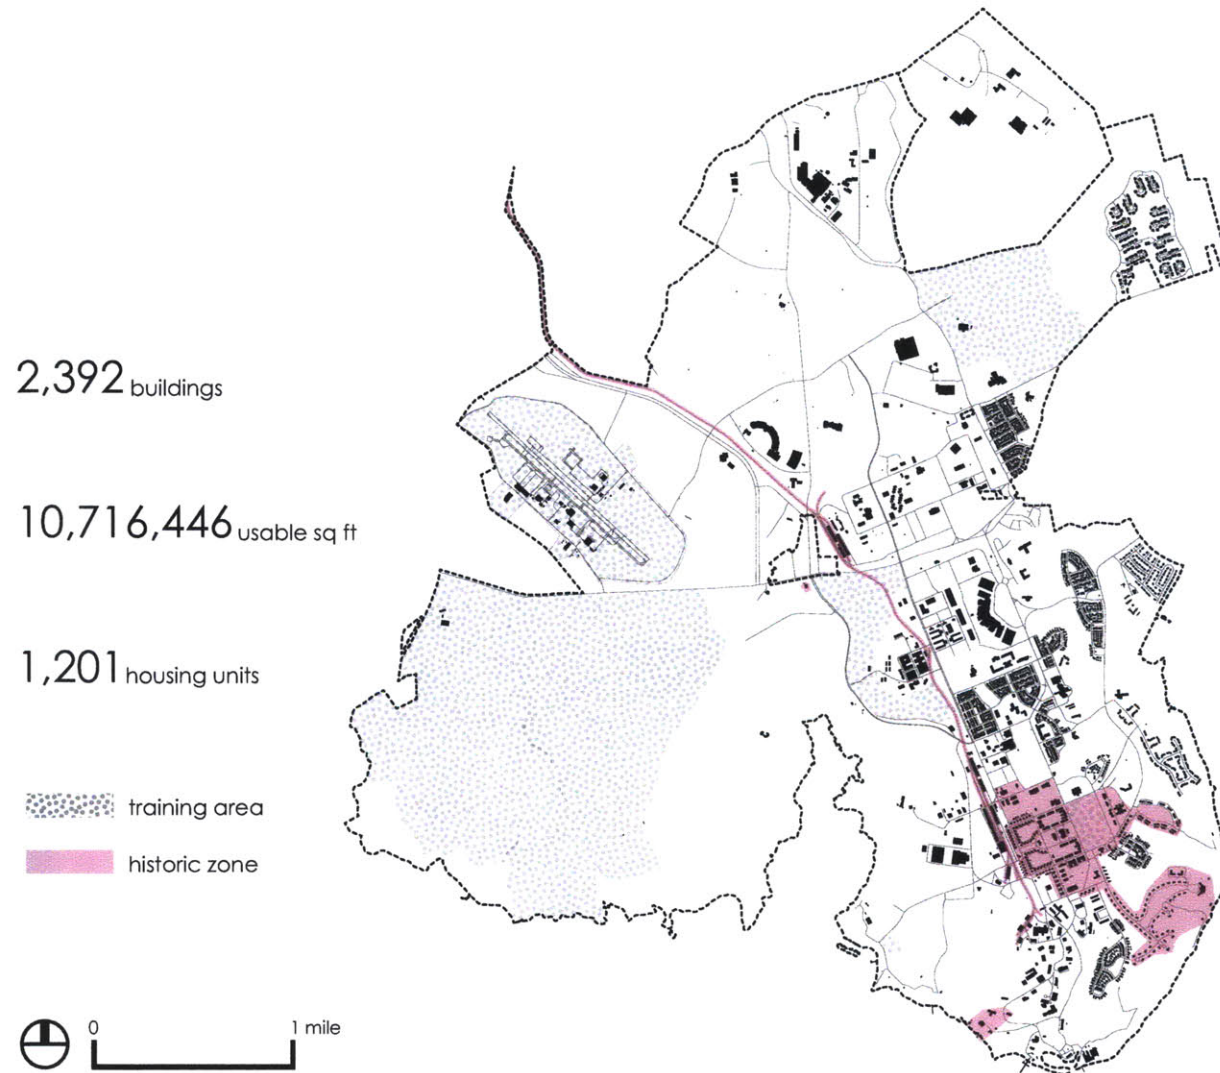 2,392 buildings
10,716,446 usable sq ft
1,201 housing units
training area
historic zone
0 1 mile